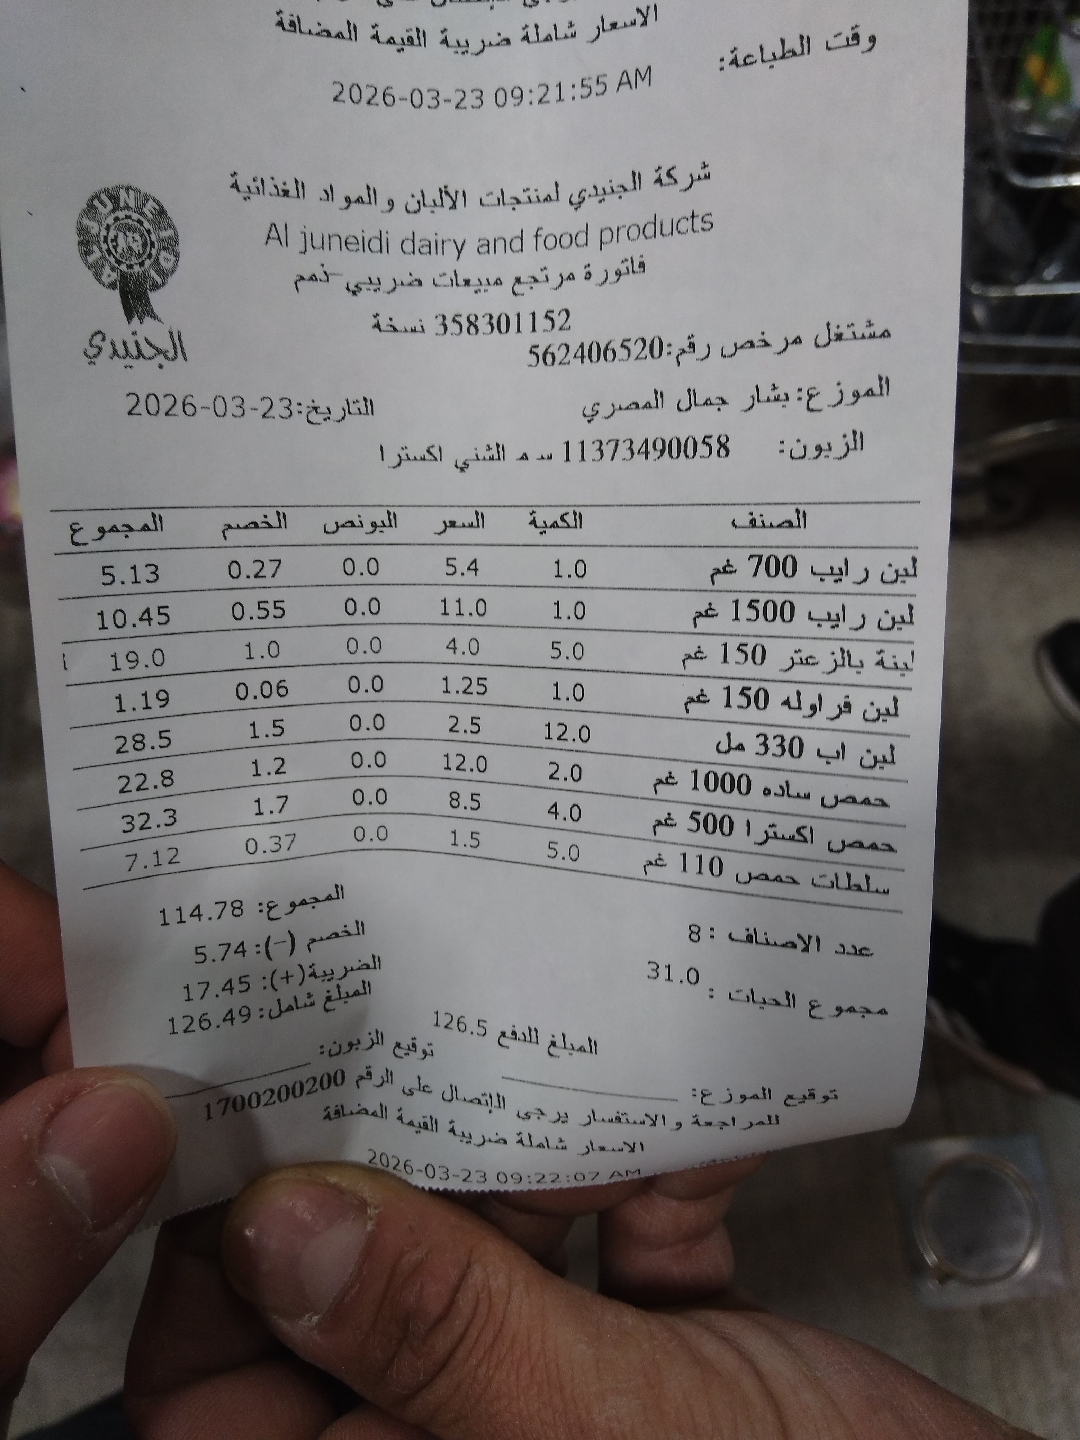 الاسعار شاملة ضريبة القيمة المضافة
وقت الطباعة:
2026-03-23 09:21:55 AM
AL JUNEIDI
الجنيدي
شركة الجنيدي لمنتجات الألبان والمواد الغذائية
Al juneidi dairy and food products
فاتورة مرتجع مبيعات ضريبي-ذمم
358301152 نسخة
مشتغل مرخص رقم:562406520
الموزع: بشار جمال المصري
التاريخ:2026-03-23
الزبون: 11373490058 س م الشني اكسترا
الصنف الكمية السعر البونص الخصم المجموع
لبن رايب 700 غم 1.0 5.4 0.0 0.27 5.13
لبن رايب 1500 غم 1.0 11.0 0.0 0.55 10.45
لبنة بالزعتر 150 غم 5.0 4.0 0.0 1.0 19.0
لبن فراوله 150 غم 1.0 1.25 0.0 0.06 1.19
لبن اب 330 مل 12.0 2.5 0.0 1.5 28.5
حمص ساده 1000 غم 2.0 12.0 0.0 1.2 22.8
حمص اكسترا 500 غم 4.0 8.5 0.0 1.7 32.3
سلطات حمص 110 غم 5.0 1.5 0.0 0.37 7.12
المجموع: 114.78
عدد الاصناف : 8
الخصم (-): 5.74
مجموع الحبات : 31.0
الضريبة(+): 17.45
المبلغ شامل: 126.49
المبلغ للدفع 126.5
توقيع الزبون:
توقيع الموزع:
للمراجعة والاستفسار يرجى الإتصال على الرقم 1700200200
الاسعار شاملة ضريبة القيمة المضافة
2026-03-23 09:22:07 AM